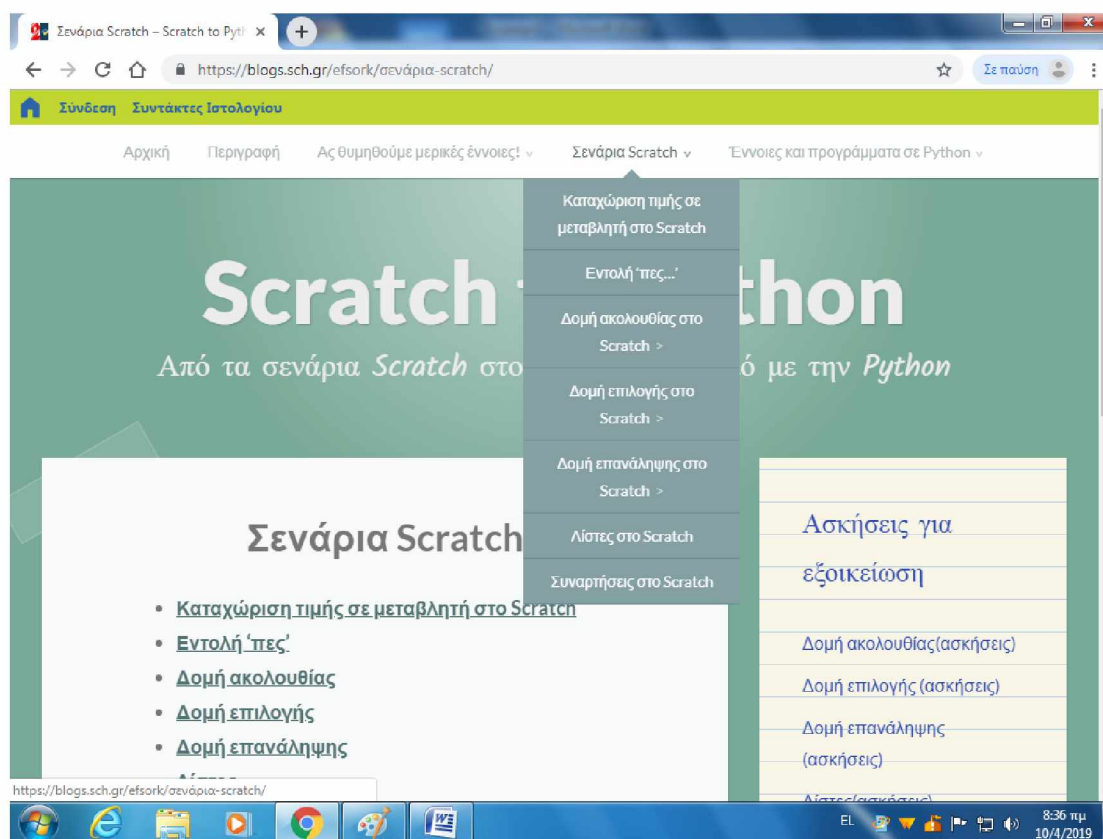 Σενάρια Scratch – Scratch to Pyth
https://blogs.sch.gr/efsork/σενάρια-scratch/
Σε παύση
Σύνδεση Συντάκτες Ιστολογίου
Αρχική Περιγραφή Ας θυμηθούμε μερικές έννοιες! Σενάρια Scratch Έννοιες και προγράμματα σε Python
Καταχώριση τιμής σε
μεταβλητή στο Scratch
Εντολή ‘πες...’
Δομή ακολουθίας στο
Scratch >
Δομή επιλογής στο
Scratch >
Δομή επανάληψης στο
Scratch >
Λίστες στο Scratch
Συναρτήσεις στο Scratch
Scratch thon
Από τα σενάρια Scratch στο ό με την Python
Σενάρια Scratch
• Καταχώριση τιμής σε μεταβλητή στο Scratch
• Εντολή ‘πες’
• Δομή ακολουθίας
• Δομή επιλογής
• Δομή επανάληψης
Ασκήσεις για
εξοικείωση
Δομή ακολουθίας(ασκήσεις)
Δομή επιλογής (ασκήσεις)
Δομή επανάληψης
(ασκήσεις)
Λίστες(ασκήσεις)
https://blogs.sch.gr/efsork/σενάρια-scratch/
EL
8:36 πμ
10/4/2019